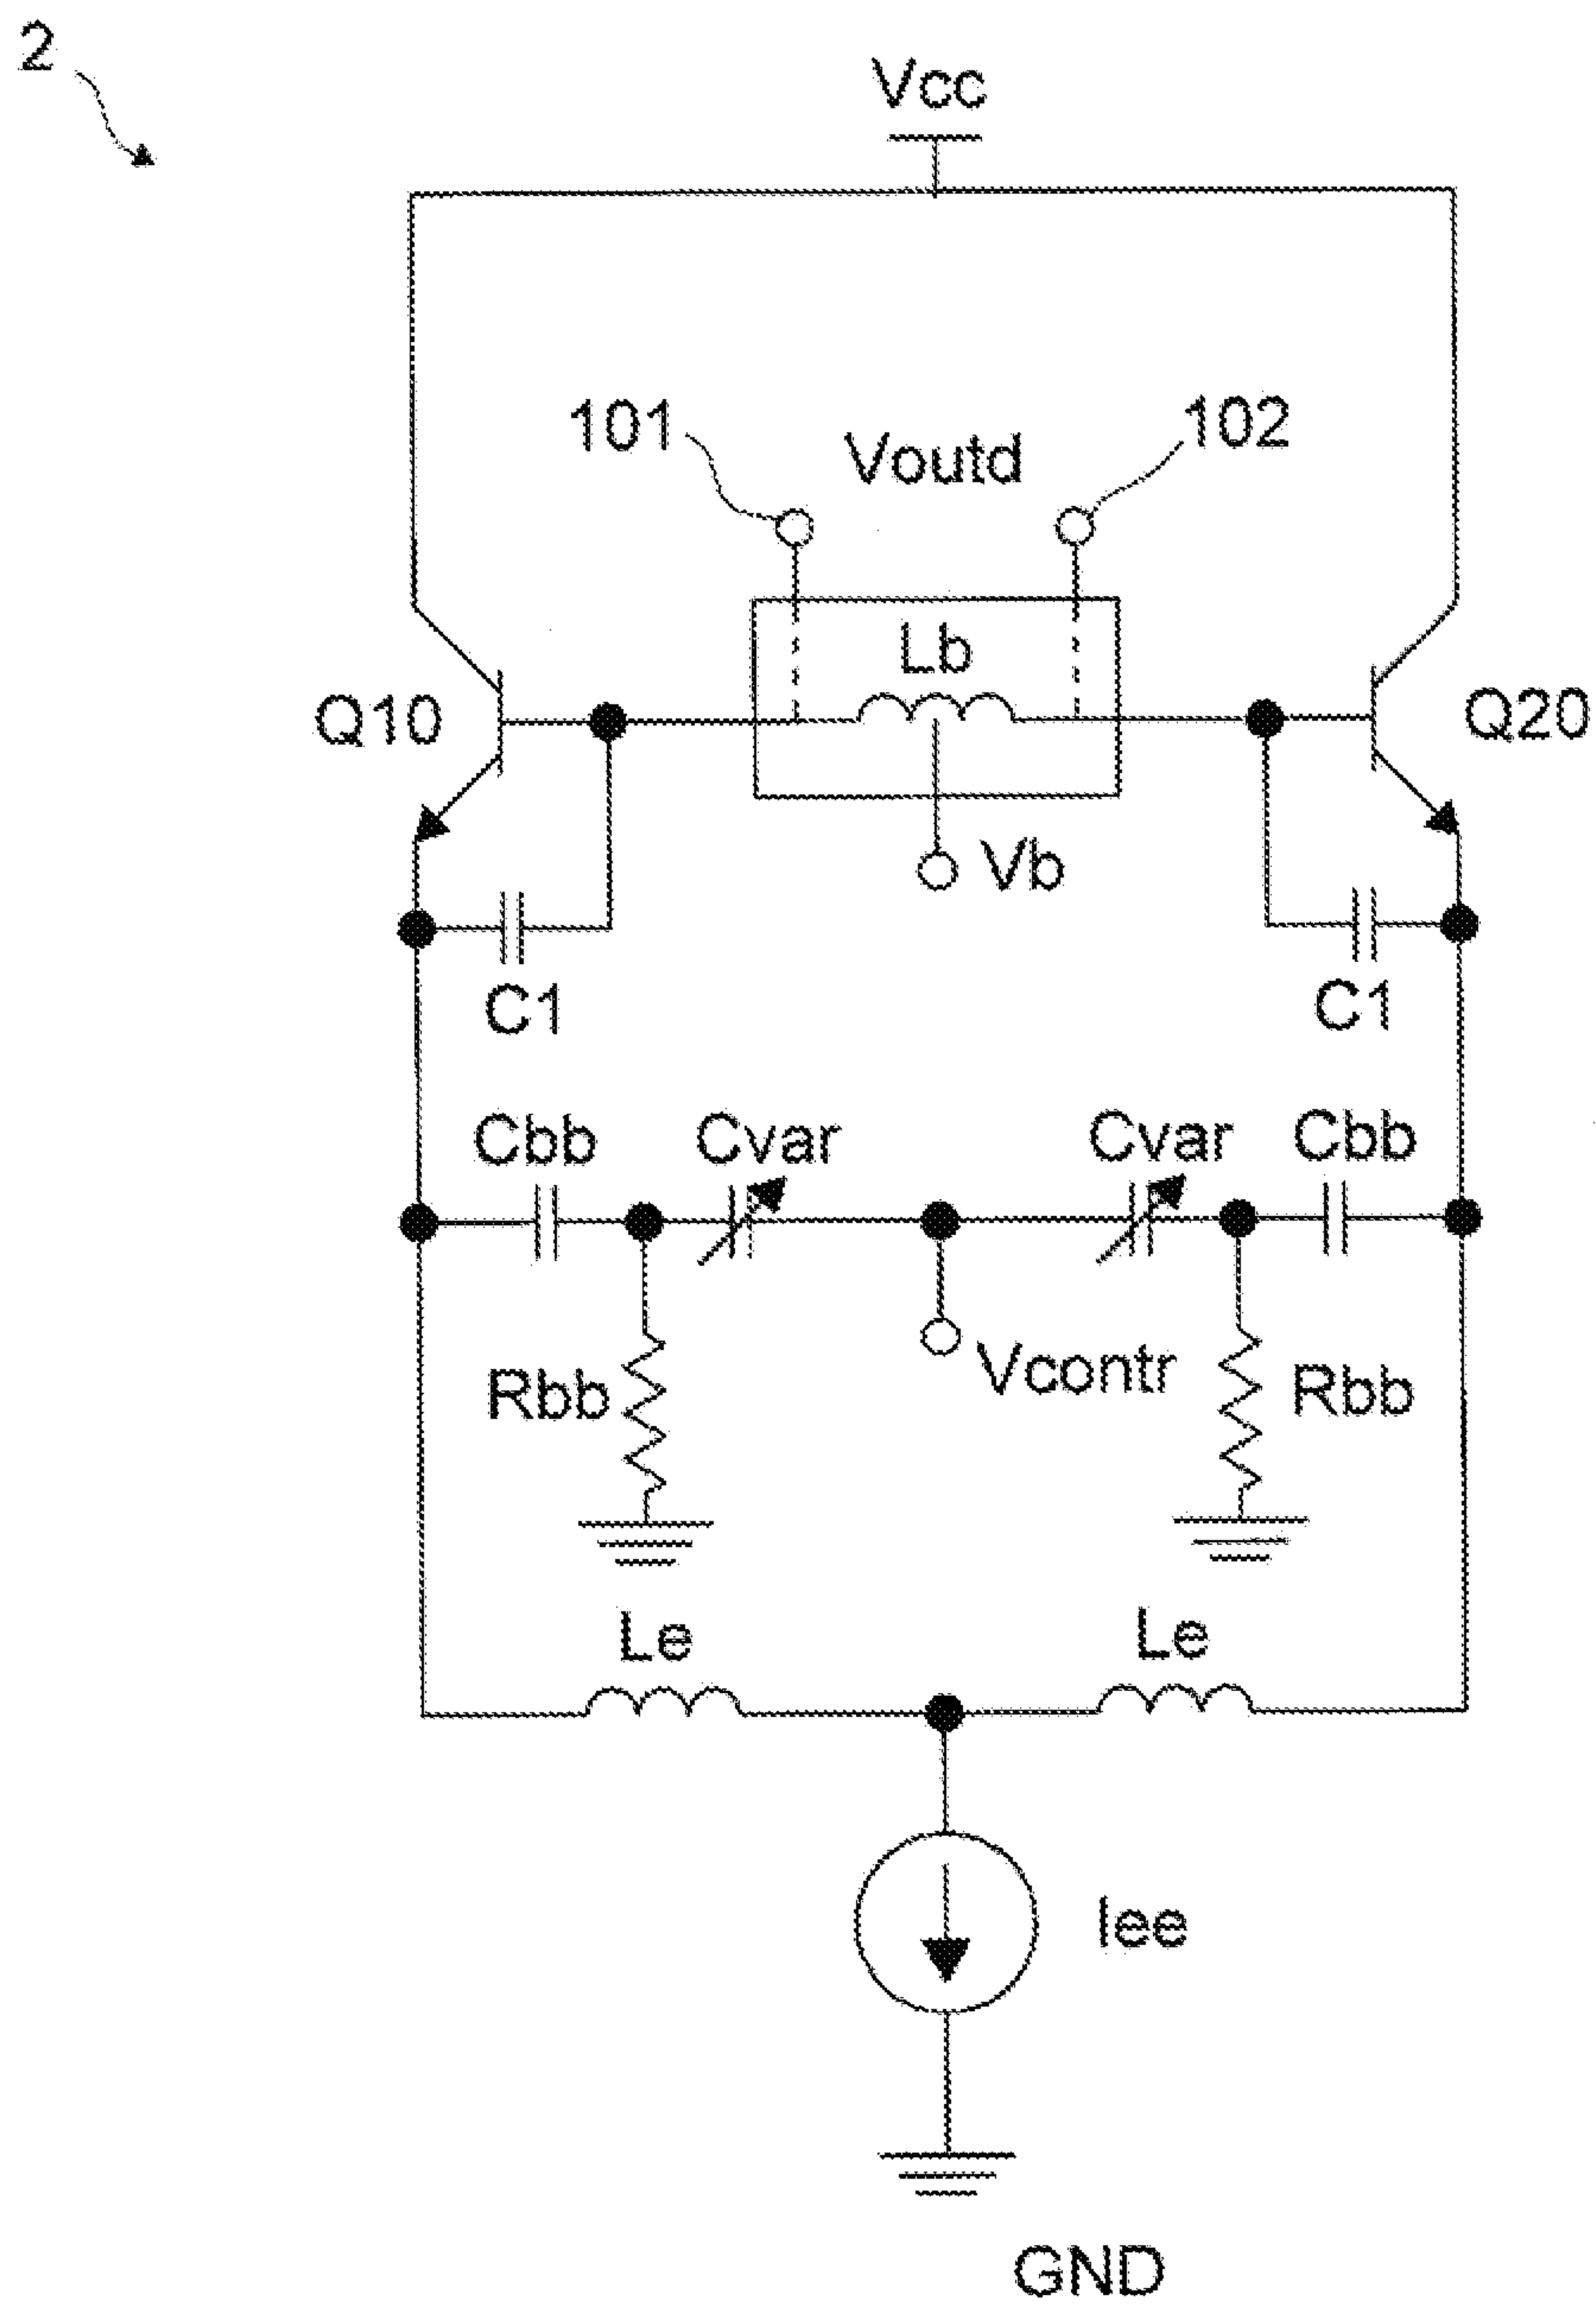 2
Vcc
101
Voutd
102
Lb
Q10
Q20
Vb
C1
C1
Cbb
Cvar
Cvar
Cbb
Rbb
Vcontr
Rbb
Le
Le
Iee
GND